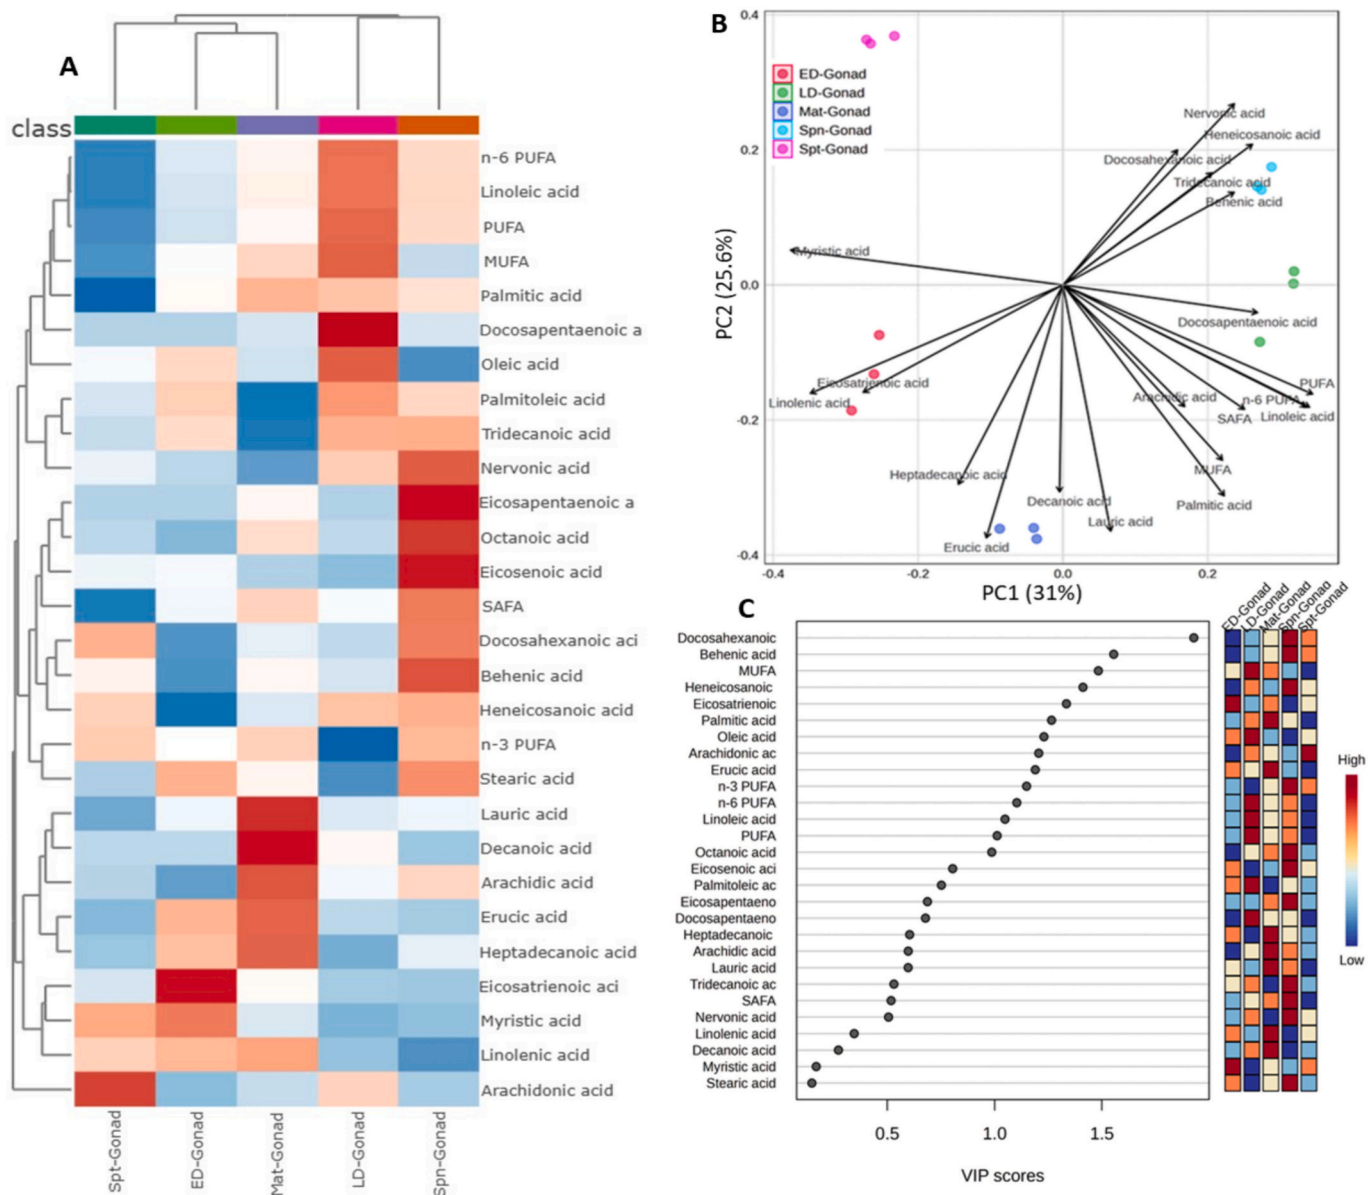 A
class
n-6 PUFA
Linoleic acid
PUFA
MUFA
Palmitic acid
Docosapentaenoic a
Oleic acid
Palmitoleic acid
Tridecanoic acid
Nervonic acid
Eicosapentaenoic a
Octanoic acid
Eicosenoic acid
SAFA
Docosahexanoic aci
Behenic acid
Heneicosanoic acid
n-3 PUFA
Stearic acid
Lauric acid
Decanoic acid
Arachidic acid
Erucic acid
Heptadecanoic acid
Eicosatrienoic aci
Myristic acid
Linolenic acid
Arachidonic acid
Spt-Gonad
ED-Gonad
Mat-Gonad
LD-Gonad
Spn-Gonad
B
0.4
0.2
0.0
-0.2
-0.4
PC2 (25.6%)
ED-Gonad
LD-Gonad
Mat-Gonad
Spn-Gonad
Spt-Gonad
Nervonic acid
Heneicosanoic acid
Docosahexanoic acid
Tridecanoic acid
Behenic acid
Myristic acid
Docosapentaenoic acid
Eicosatrienoic acid
PUFA
Linolenic acid
Arachidic acid
n-6 PUFA
SAFA
Linoleic acid
Heptadecanoic acid
MUFA
Decanoic acid
Palmitic acid
Lauric acid
Erucic acid
-0.4
-0.2
0.0
0.2
PC1 (31%)
C
ED-Gonad
LD-Gonad
Mat-Gonad
Spn-Gonad
Spt-Gonad
Docosahexanoic
Behenic acid
MUFA
Heneicosanoic
Eicosatrienoic
Palmitic acid
Oleic acid
Arachidonic ac
Erucic acid
n-3 PUFA
n-6 PUFA
Linoleic acid
PUFA
Octanoic acid
Eicosenoic aci
Palmitoleic ac
Eicosapentaeno
Docosapentaeno
Heptadecanoic
Arachidic acid
Lauric acid
Tridecanoic ac
SAFA
Nervonic acid
Linolenic acid
Decanoic acid
Myristic acid
Stearic acid
0.5
1.0
1.5
VIP scores
High
Low